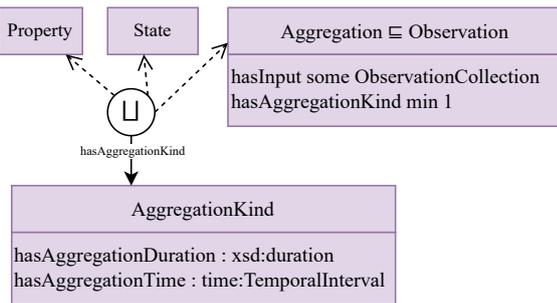 Property
State
Aggregation ⊑ Observation
hasInput some ObservationCollection
hasAggregationKind min 1
⊔
hasAggregationKind
AggregationKind
hasAggregationDuration : xsd:duration
hasAggregationTime : time:TemporalInterval